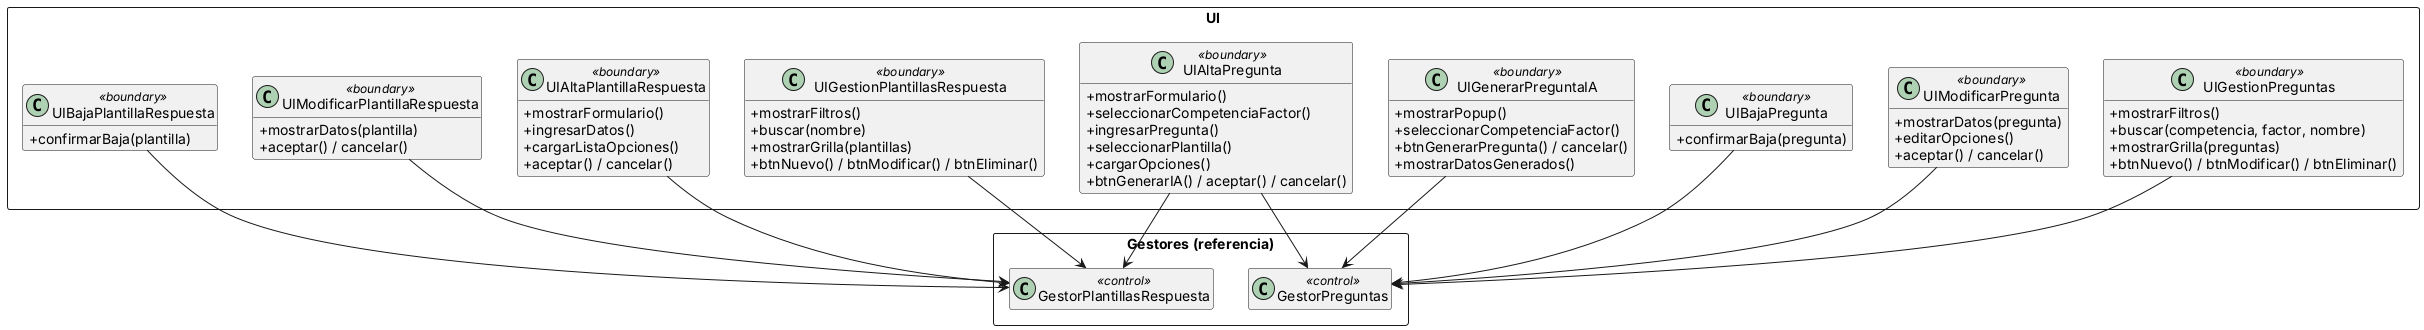 UI
C «boundary» UIBajaPlantillaRespuesta
+confirmarBaja(plantilla)
C «boundary» UIModificarPlantillaRespuesta
+mostrarDatos(plantilla)
+aceptar() / cancelar()
C «boundary» UIAltaPlantillaRespuesta
+mostrarFormulario()
+ingresarDatos()
+cargarListaOpciones()
+aceptar() / cancelar()
C «boundary» UIGestionPlantillasRespuesta
+mostrarFiltros()
+buscar(nombre)
+mostrarGrilla(plantillas)
+btnNuevo() / btnModificar() / btnEliminar()
C «boundary» UIAltaPregunta
+mostrarFormulario()
+seleccionarCompetenciaFactor()
+ingresarPregunta()
+seleccionarPlantilla()
+cargarOpciones()
+btnGenerarIA() / aceptar() / cancelar()
C «boundary» UIGenerarPreguntaIA
+mostrarPopup()
+seleccionarCompetenciaFactor()
+btnGenerarPregunta() / cancelar()
+mostrarDatosGenerados()
C «boundary» UIBajaPregunta
+confirmarBaja(pregunta)
C «boundary» UIModificarPregunta
+mostrarDatos(pregunta)
+editarOpciones()
+aceptar() / cancelar()
C «boundary» UIGestionPreguntas
+mostrarFiltros()
+buscar(competencia, factor, nombre)
+mostrarGrilla(preguntas)
+btnNuevo() / btnModificar() / btnEliminar()
Gestores (referencia)
C «control» GestorPlantillasRespuesta
C «control» GestorPreguntas